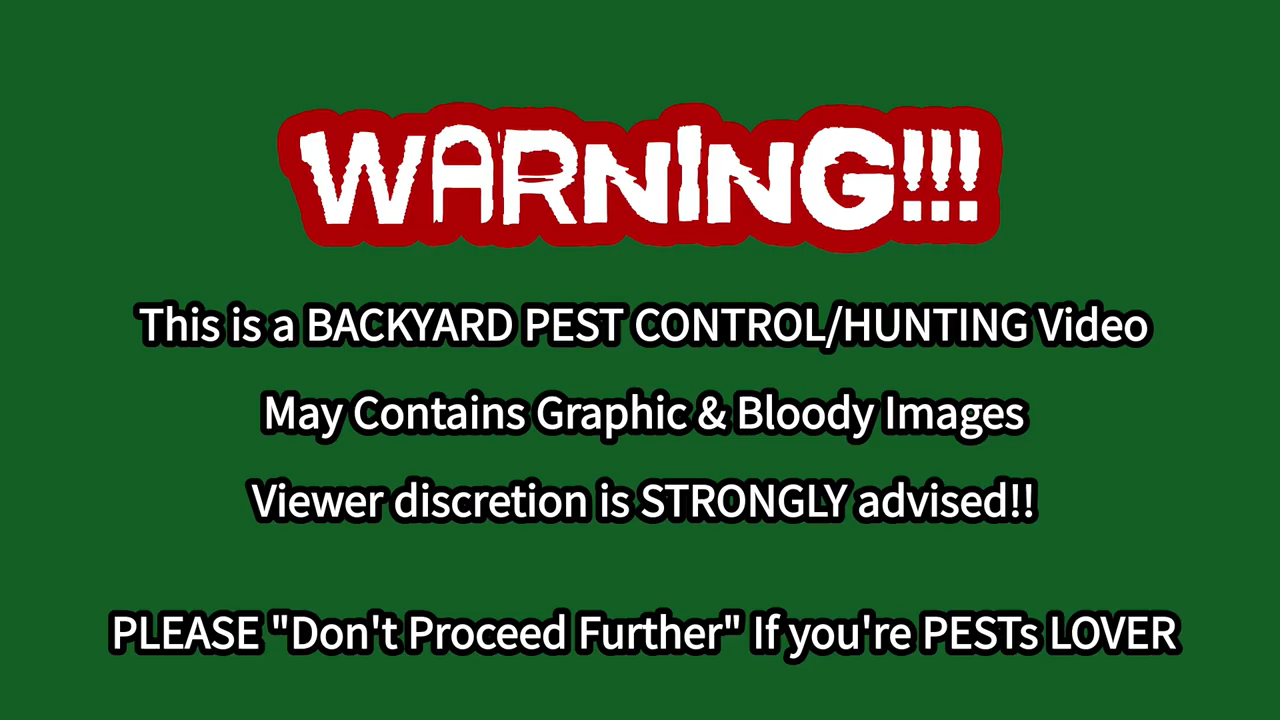 WARNING!!!
This is a BACKYARD PEST CONTROL/HUNTING Video
May Contains Graphic & Bloody Images
Viewer discretion is STRONGLY advised!!
PLEASE "Don't Proceed Further" If you're PESTs LOVER